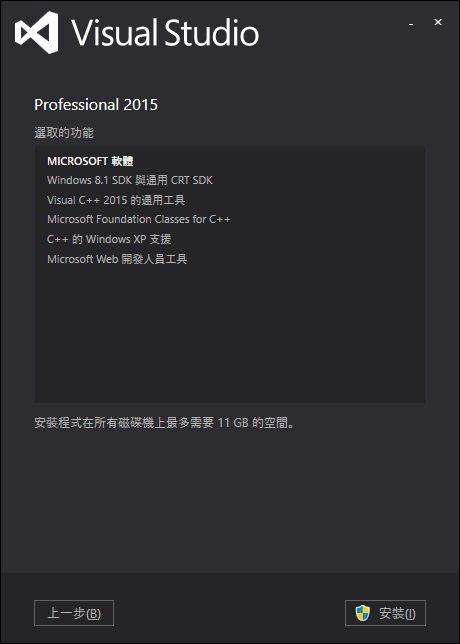 Visual Studio
Professional 2015
選取的功能
MICROSOFT 軟體
Windows 8.1 SDK 與通用 CRT SDK
Visual C++ 2015 的通用工具
Microsoft Foundation Classes for C++
C++ 的 Windows XP 支援
Microsoft Web 開發人員工具
安裝程式在所有磁碟機上最多需要 11 GB 的空間。
上一步(B)
安裝(I)